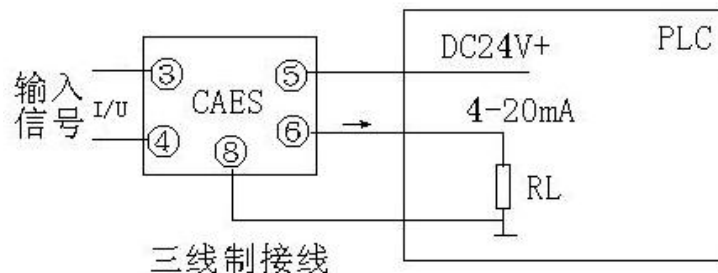 DC24V+ PLC
③ ⑤
输入
信号 I/U
CAES
4-20mA
④ ⑧ ⑥
RL
三线制接线